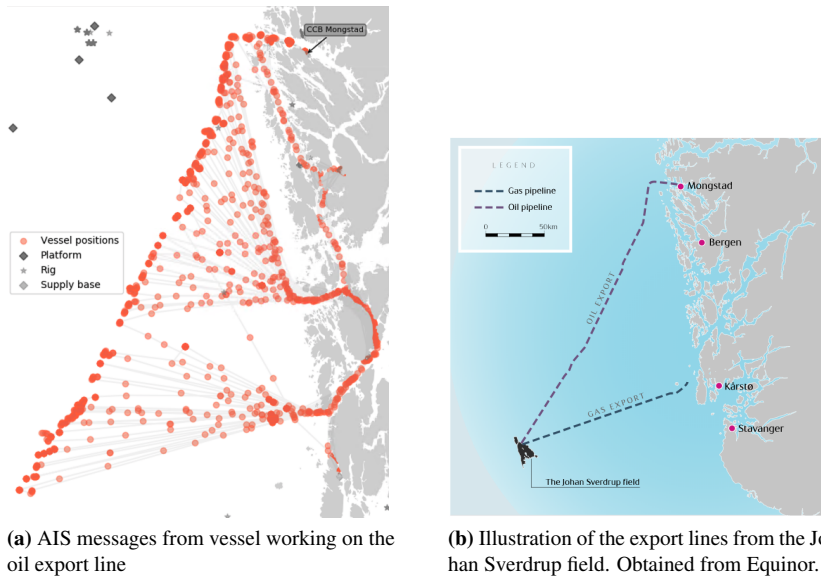 CCB Mongstad
Vessel positions
Platform
Rig
Supply base
(a) AIS messages from vessel working on the
oil export line
LEGEND
Gas pipeline
Oil pipeline
0 50km
Mongstad
Bergen
OIL EXPORT
Kårstø
GAS EXPORT
Stavanger
The Johan Sverdrup field
(b) Illustration of the export lines from the Jo
han Sverdrup field. Obtained from Equinor.